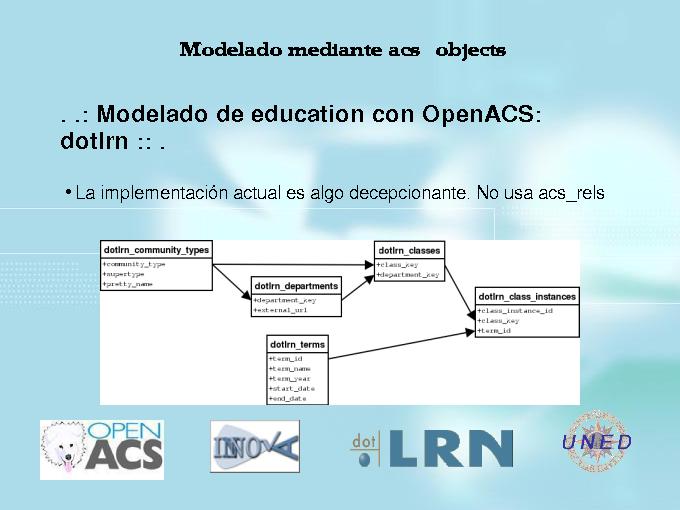 Modelado mediante acs objects
. .: Modelado de education con OpenACS:
dotlrn :: .
• La implementación actual es algo decepcionante. No usa acs_rels
dotlrn_community_types
+community_type
+supertype
+pretty_name
dotlrn_departments
+department_key
+external_url
dotlrn_classes
+class_key
+department_key
dotlrn_class_instances
+class_instance_id
+class_key
+term_id
dotlrn_terms
+term_id
+term_name
+term_year
+start_date
+end_date
OPEN
ACS
INNOVA
dot LRN
UNED